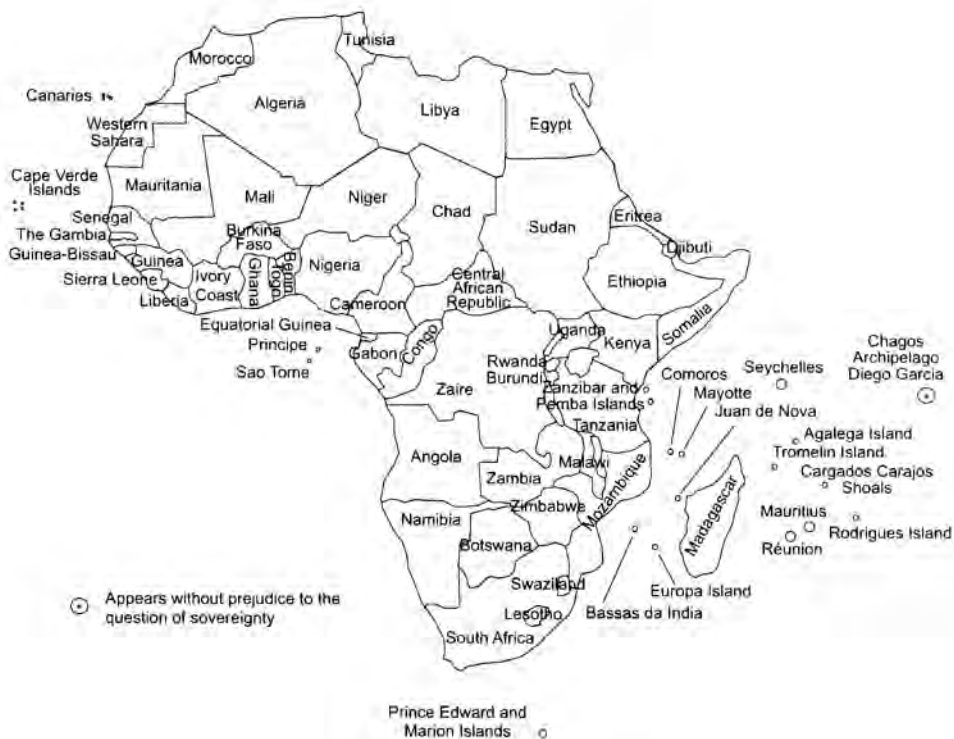 Tunisia
Morocco
Canaries
Algeria
Libya
Egypt
Western
Sahara
Cape Verde
Islands
Mauritania
Mali
Niger
Chad
Sudan
Eritrea
Djibuti
Senegal
The Gambia
Guinea-Bissau
Guinea
Sierra Leone
Liberia
Ivory
Coast
Burkina
Faso
Ghana
Togo
Benin
Nigeria
Cameroon
Central
African
Republic
Ethiopia
Somalia
Equatorial Guinea
Principe
Sao Tome
Gabon
Congo
Uganda
Kenya
Rwanda
Burundi
Zaire
Zanzibar and
Pemba Islands
Tanzania
Comoros
Mayotte
Juan de Nova
Seychelles
Chagos
Archipelago
Diego Garcia
Agalega Island
Tromelin Island
Cargados Carajos
Shoals
Mauritius
Rodrigues Island
Réunion
Angola
Zambia
Malawi
Mozambique
Madagascar
Zimbabwe
Namibia
Botswana
Swaziland
Lesotho
South Africa
Europa Island
Bassas da India
Appears without prejudice to the
question of sovereignty
Prince Edward and
Marion Islands